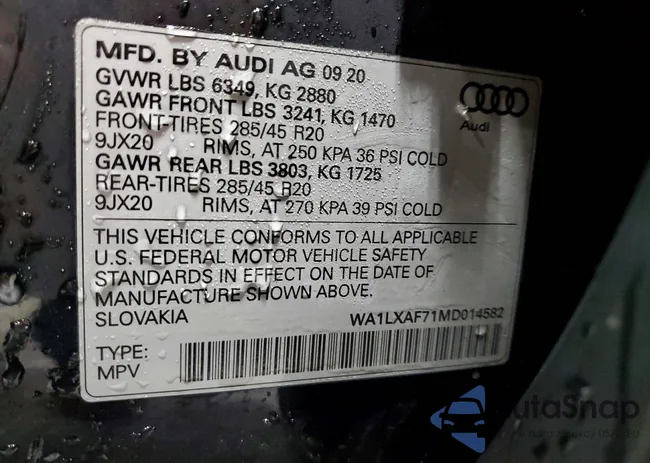 MFD. BY AUDI AG 09 20
GVWR LBS 6349, KG 2880
GAWR FRONT LBS 3241, KG 1470
FRONT-TIRES 285/45 R20
9JX20 RIMS, AT 250 KPA 36 PSI COLD
GAWR REAR LBS 3803, KG 1725
REAR-TIRES 285/45 R20
9JX20 RIMS, AT 270 KPA 39 PSI COLD
Audi
THIS VEHICLE CONFORMS TO ALL APPLICABLE
U.S. FEDERAL MOTOR VEHICLE SAFETY
STANDARDS IN EFFECT ON THE DATE OF
MANUFACTURE SHOWN ABOVE.
SLOVAKIA WA1LXAF71MD014582
TYPE:
MPV
AutaSnap